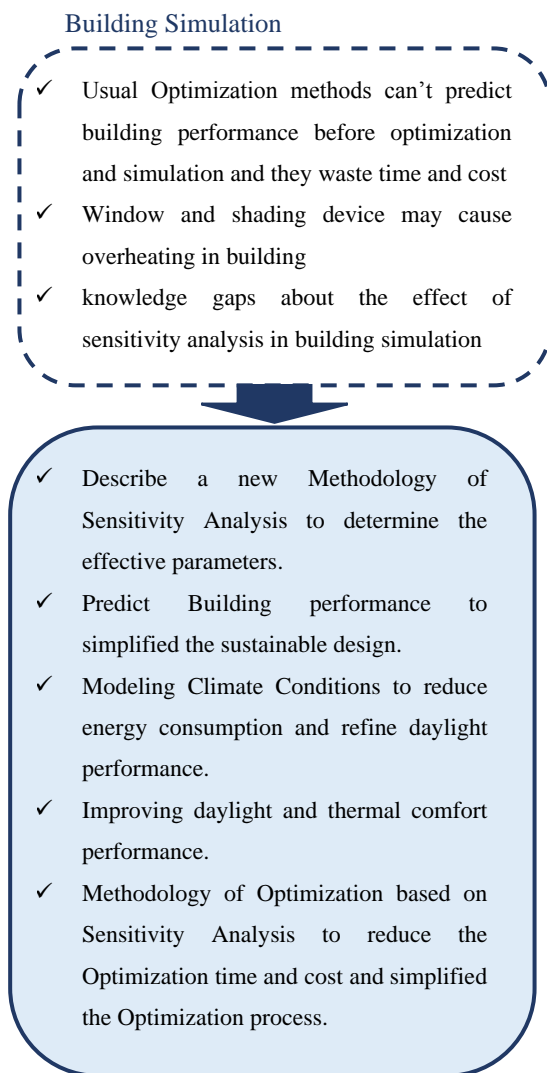 Building Simulation
✓ Usual Optimization methods can’t predict
building performance before optimization
and simulation and they waste time and cost
✓ Window and shading device may cause
overheating in building
✓ knowledge gaps about the effect of
sensitivity analysis in building simulation
✓ Describe a new Methodology of
Sensitivity Analysis to determine the
effective parameters.
✓ Predict Building performance to
simplified the sustainable design.
✓ Modeling Climate Conditions to reduce
energy consumption and refine daylight
performance.
✓ Improving daylight and thermal comfort
performance.
✓ Methodology of Optimization based on
Sensitivity Analysis to reduce the
Optimization time and cost and simplified
the Optimization process.